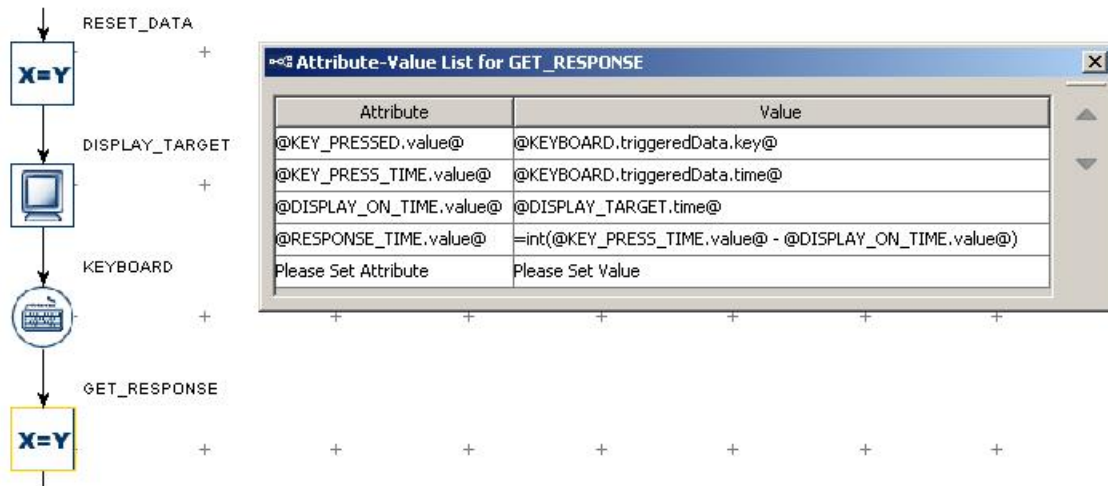 RESET_DATA
X=Y
DISPLAY_TARGET
KEYBOARD
GET_RESPONSE
X=Y
Attribute-Value List for GET_RESPONSE
Attribute Value
@KEY_PRESSED.value@ @KEYBOARD.triggeredData.key@
@KEY_PRESS_TIME.value@ @KEYBOARD.triggeredData.time@
@DISPLAY_ON_TIME.value@ @DISPLAY_TARGET.time@
@RESPONSE_TIME.value@ =int(@KEY_PRESS_TIME.value@ - @DISPLAY_ON_TIME.value@)
Please Set Attribute Please Set Value